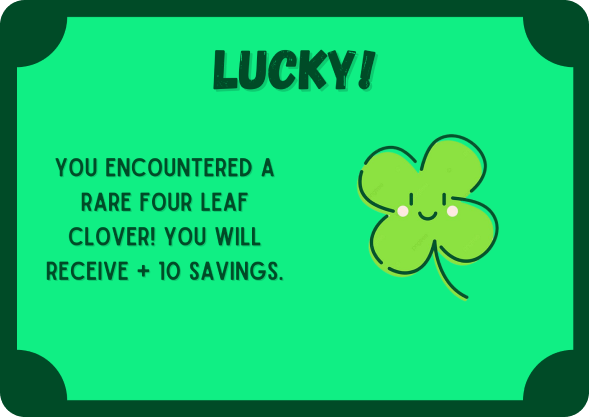 LUCKY!
YOU ENCOUNTERED A
RARE FOUR LEAF
CLOVER! YOU WILL
RECEIVE + 10 SAVINGS.